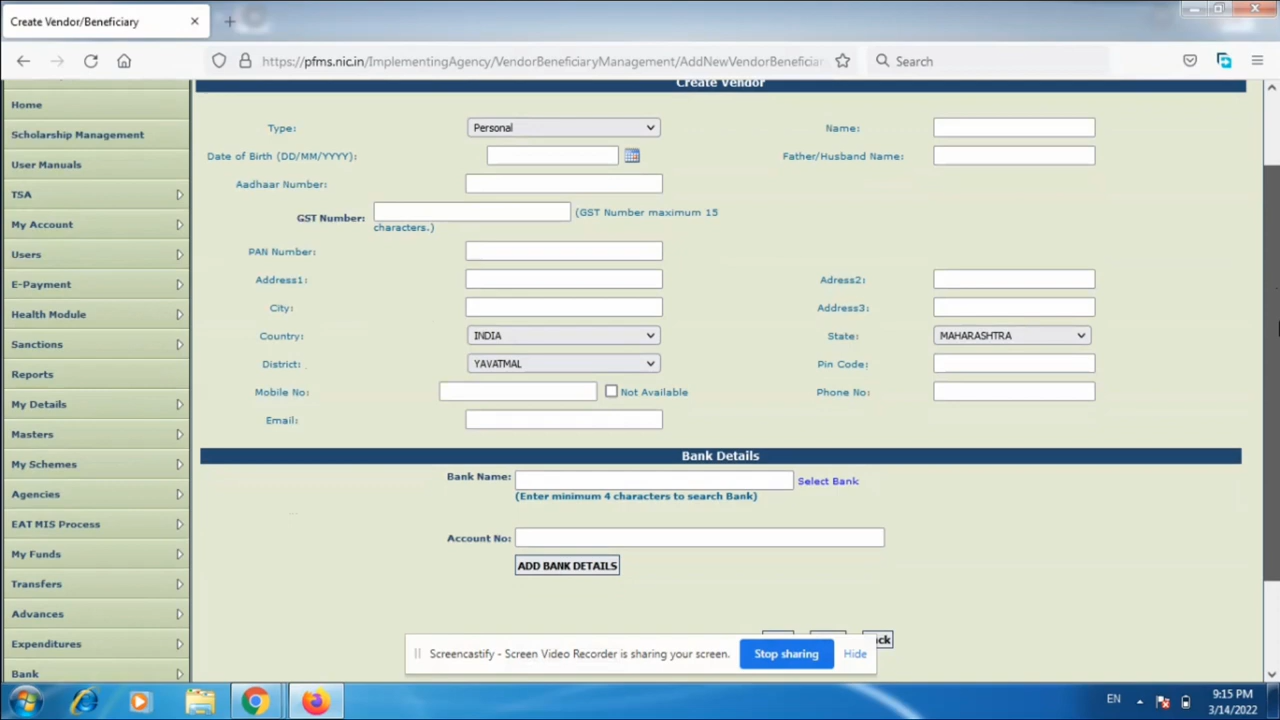 Create Vendor/Beneficiary
https://pfms.nic.in/ImplementingAgency/VendorBeneficiaryManagement/AddNewVendorBeneficiar
Search
Create Vendor
Home
Scholarship Management
User Manuals
TSA
My Account
Users
E-Payment
Health Module
Sanctions
Reports
My Details
Masters
My Schemes
Agencies
EAT MIS Process
My Funds
Transfers
Advances
Expenditures
Bank
Type: Personal Name:
Date of Birth (DD/MM/YYYY): Father/Husband Name:
Aadhaar Number:
GST Number: (GST Number maximum 15
characters.)
PAN Number:
Address1: Adress2:
City: Address3:
Country: INDIA State: MAHARASHTRA
District: YAVATMAL Pin Code:
Mobile No: Not Available Phone No:
Email:
Bank Details
Bank Name: Select Bank
(Enter minimum 4 characters to search Bank)
Account No:
ADD BANK DETAILS
Screencastify - Screen Video Recorder is sharing your screen. Stop sharing Hide
EN 9:15 PM
3/14/2022